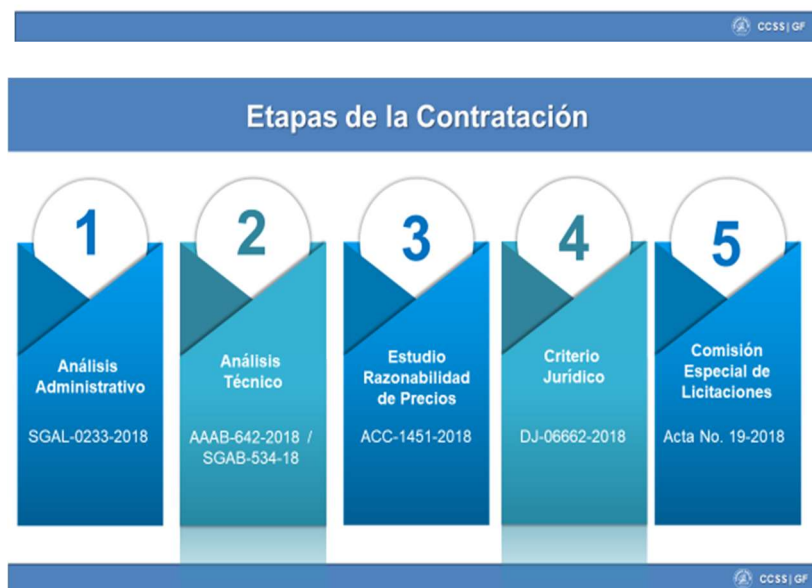 CCSS|GF
Etapas de la Contratación
1
Análisis
Administrativo
SGAL-0233-2018
2
Análisis
Técnico
AAAB-642-2018 /
SGAB-534-18
3
Estudio
Razonabilidad
de Precios
ACC-1451-2018
4
Criterio
Jurídico
DJ-06662-2018
5
Comisión
Especial de
Licitaciones
Acta No. 19-2018
CCSS|GF